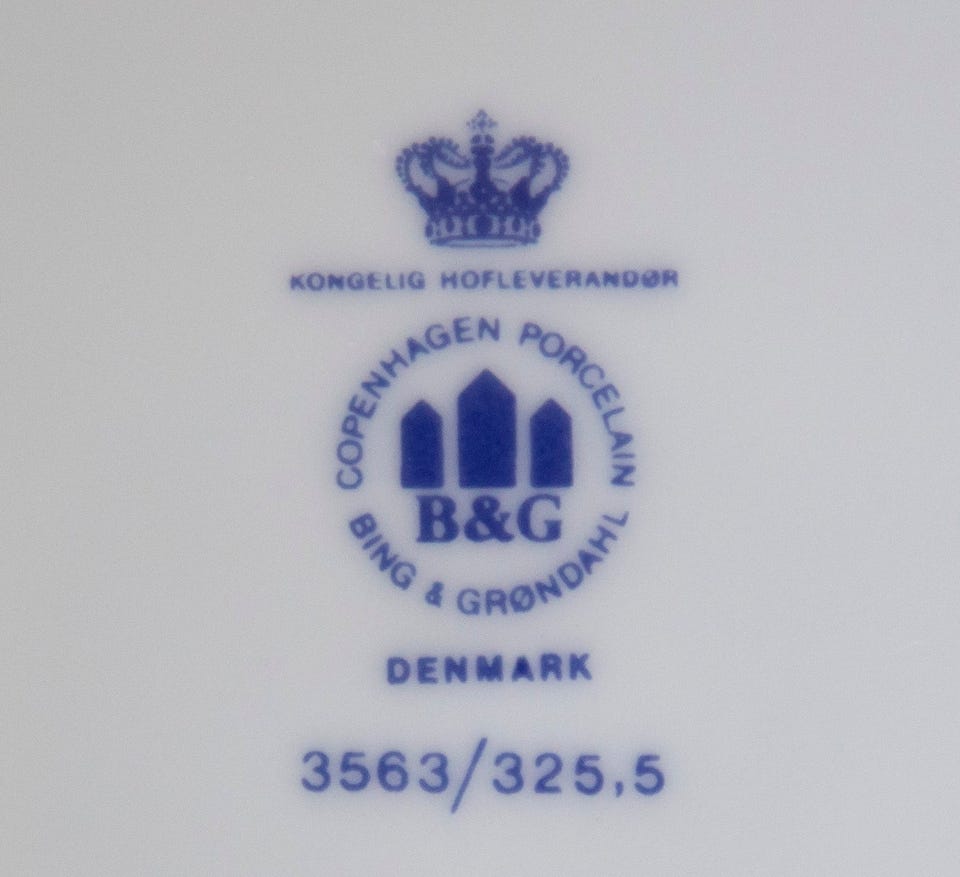 KONGELIG HOFLEVERANDØR
COPENHAGEN PORCELAIN
B&G
BING & GRØNDAHL
DENMARK
3563/325,5